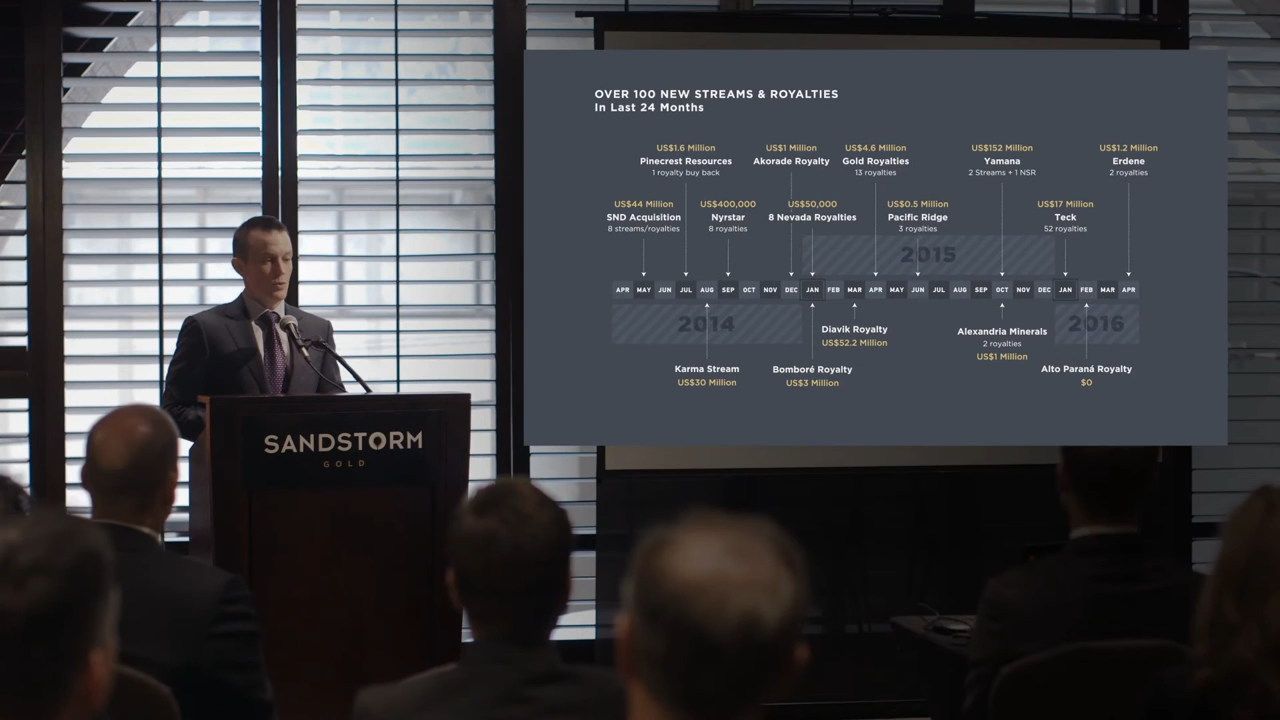 OVER 100 NEW STREAMS & ROYALTIES
In Last 24 Months
US$1.6 Million
Pinecrest Resources
1 royalty buy back
US$1 Million
Akorade Royalty
US$4.6 Million
Gold Royalties
13 royalties
US$152 Million
Yamana
2 Streams + 1 NSR
US$1.2 Million
Erdene
2 royalties
US$44 Million
SND Acquisition
8 streams/royalties
US$400,000
Nyrstar
8 royalties
US$50,000
8 Nevada Royalties
US$0.5 Million
Pacific Ridge
3 royalties
US$17 Million
Teck
52 royalties
2015
APR MAY JUN JUL AUG SEP OCT NOV DEC JAN FEB MAR APR MAY JUN JUL AUG SEP OCT NOV DEC JAN FEB MAR APR
2014
2016
Diavik Royalty
US$52.2 Million
Alexandria Minerals
2 royalties
US$1 Million
Karma Stream
US$30 Million
Bomboré Royalty
US$3 Million
Alto Paraná Royalty
$0
SANDSTORM
GOLD